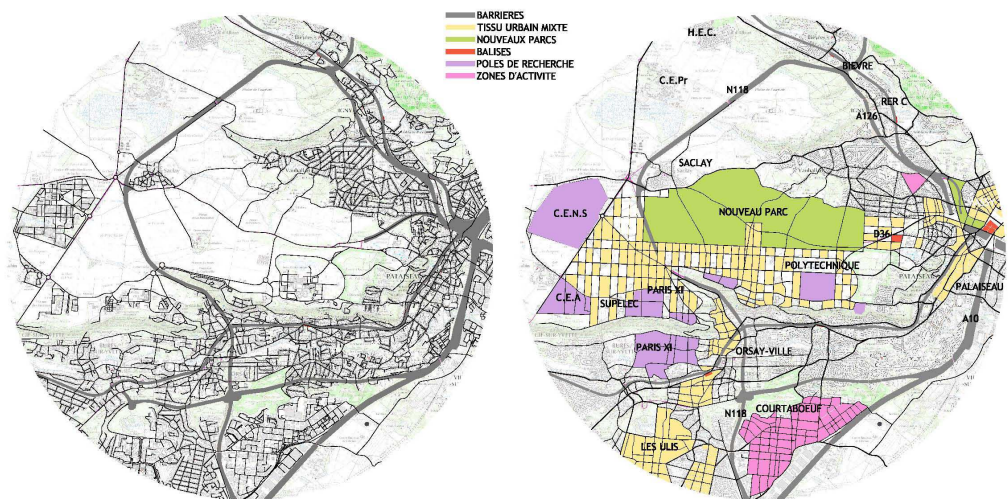 BARRIERES
TISSU URBAIN MIXTE
NOUVEAUX PARCS
BALISES
POLES DE RECHERCHE
ZONES D'ACTIVITE
H.E.C.
BIEVRE
C.E.Pr
N118
RER C
A126
SACLAY
C.E.N.S
NOUVEAU PARC
D36
POLYTECHNIQUE
PALAISEAU
PARIS XI
C.E.A
SUPELEC
A10
PARIS XI
ORSAY-VILLE
COURTABOEUF
N118
LES ULIS
PALAISEAU
PALAISEAU